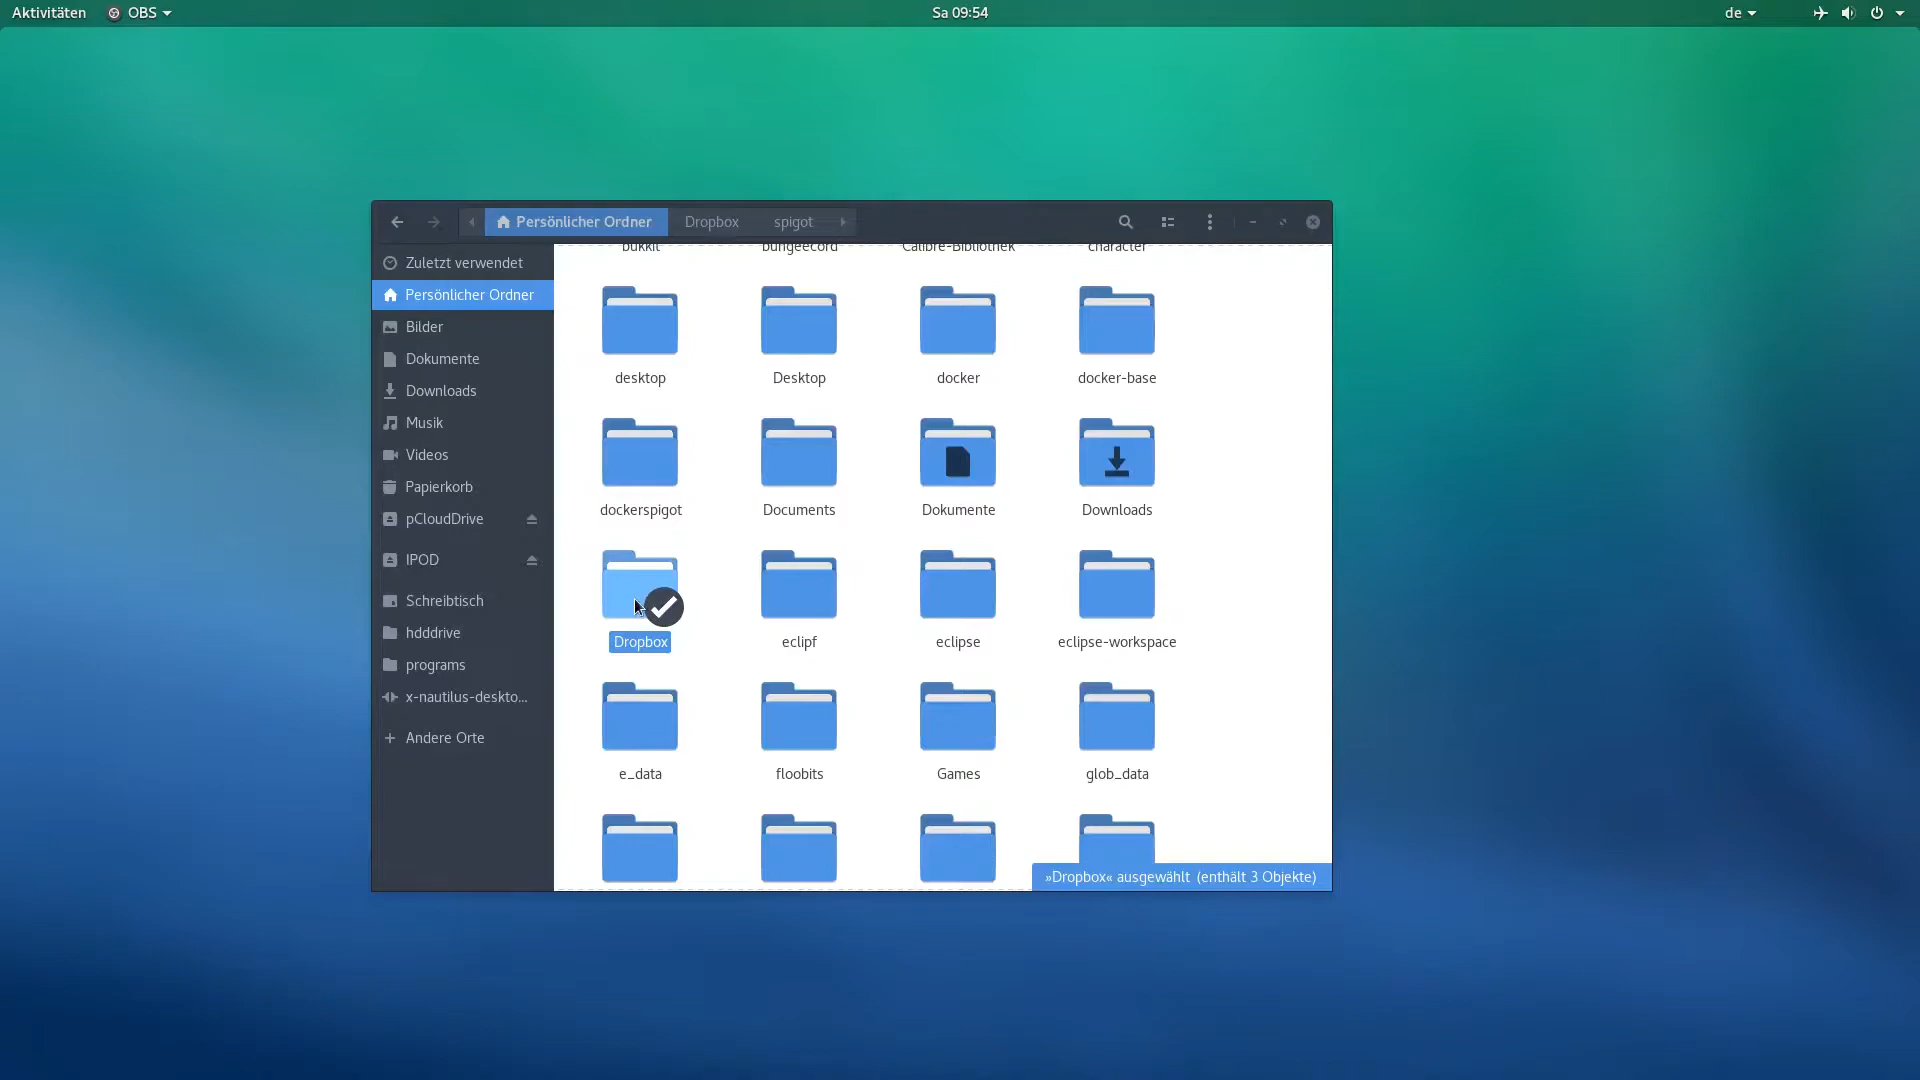 Aktivitäten OBS Sa 09:54 de
Persönlicher Ordner Dropbox spigot
Zuletzt verwendet
Persönlicher Ordner
Bilder
Dokumente
Downloads
Musik
Videos
Papierkorb
pCloudDrive
IPOD
Schreibtisch
hdddrive
programs
x-nautilus-deskto...
Andere Orte
bukkit bungeecord Calibre-Bibliothek character
desktop Desktop docker docker-base
dockerspigot Documents Dokumente Downloads
Dropbox eclipf eclipse eclipse-workspace
e_data floobits Games glob_data
»Dropbox« ausgewählt (enthält 3 Objekte)